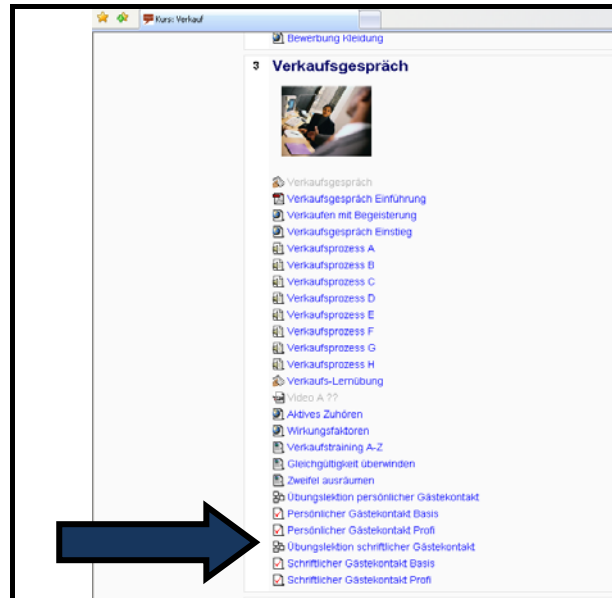 Kurs: Verkauf
Bewerbung Kleidung
3 Verkaufsgespräch
Verkaufsgespräch
Verkaufsgespräch Einführung
Verkaufen mit Begeisterung
Verkaufsgespräch Einstieg
Verkaufsprozess A
Verkaufsprozess B
Verkaufsprozess C
Verkaufsprozess D
Verkaufsprozess E
Verkaufsprozess F
Verkaufsprozess G
Verkaufsprozess H
Verkaufs-Lernübung
Video A ??
Aktives Zuhören
Wirkungsfaktoren
Verkaufstraining A-Z
Gleichgültigkeit überwinden
Zweifel ausräumen
Übungslektion persönlicher Gästekontakt
Persönlicher Gästekontakt Basis
Persönlicher Gästekontakt Profi
Übungslektion schriftlicher Gästekontakt
Schriftlicher Gästekontakt Basis
Schriftlicher Gästekontakt Profi